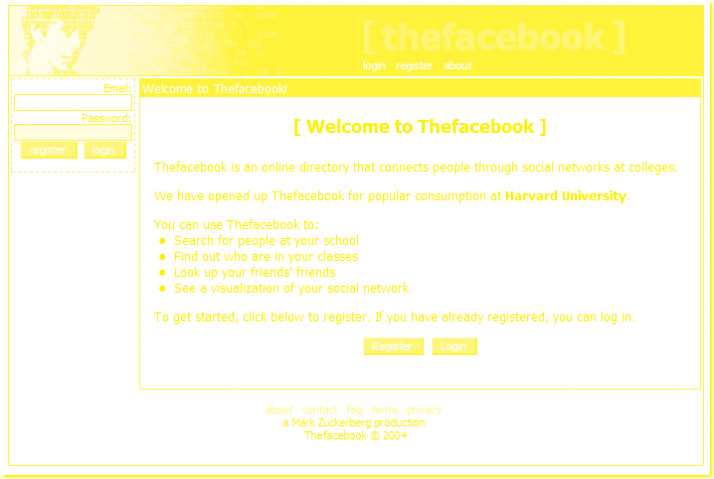 [ thefacebook ]
login register about
Email:
Password:
register login
Welcome to Thefacebook!
[ Welcome to Thefacebook ]
Thefacebook is an online directory that connects people through social networks at colleges.
We have opened up Thefacebook for popular consumption at Harvard University.
You can use Thefacebook to:
• Search for people at your school
• Find out who are in your classes
• Look up your friends' friends
• See a visualization of your social network
To get started, click below to register. If you have already registered, you can log in.
Register Login
about contact faq terms privacy
a Mark Zuckerberg production
Thefacebook © 2004